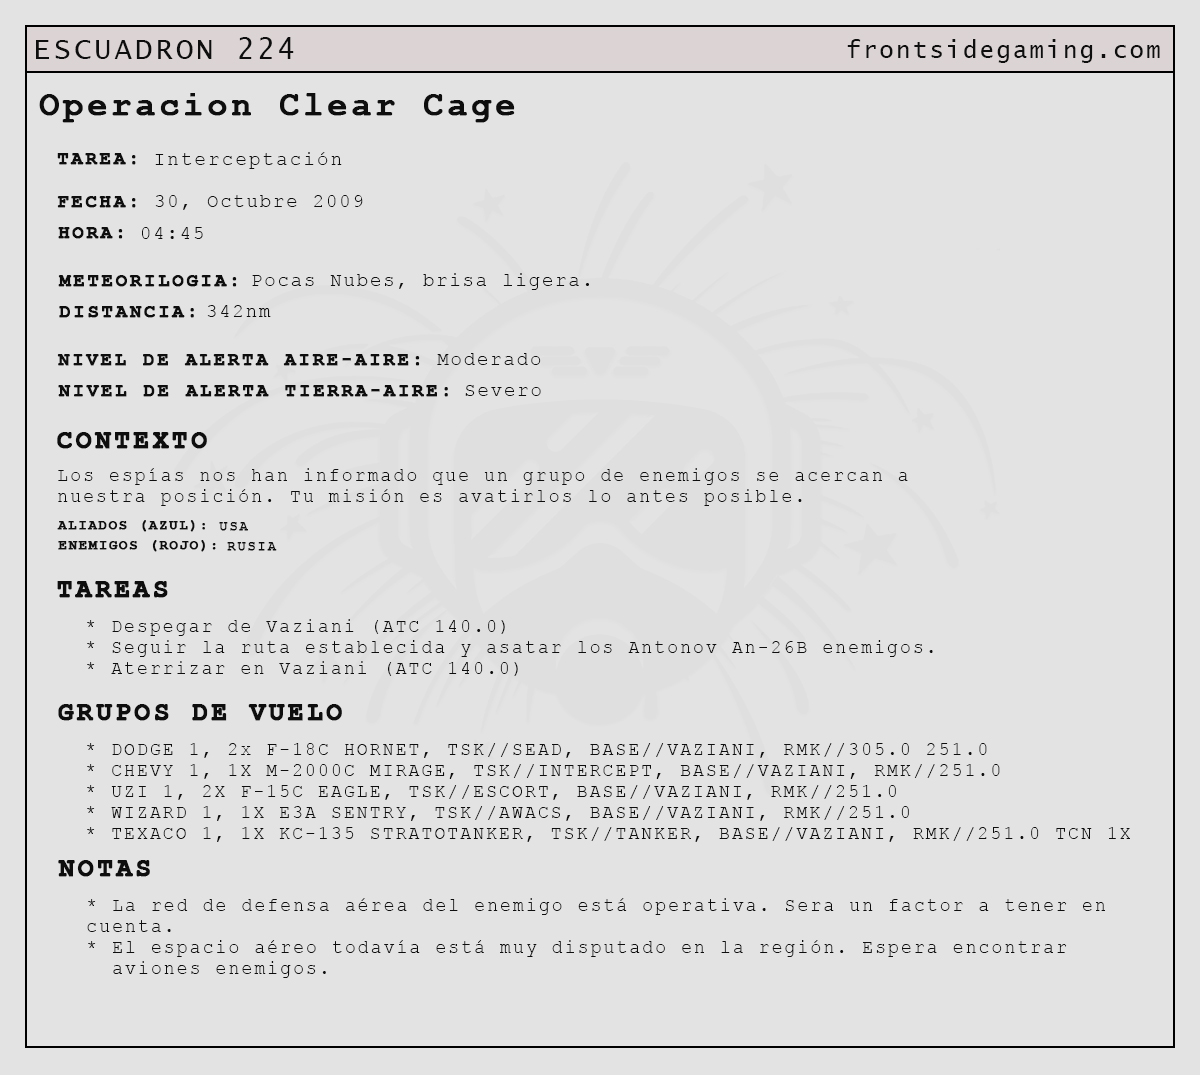 ESCUADRON 224
frontsidegaming.com
Operacion Clear Cage
TAREA: Interceptación
FECHA: 30, Octubre 2009
HORA: 04:45
METEORILOGIA: Pocas Nubes, brisa ligera.
DISTANCIA: 342nm
NIVEL DE ALERTA AIRE-AIRE: Moderado
NIVEL DE ALERTA TIERRA-AIRE: Severo
CONTEXTO
Los espías nos han informado que un grupo de enemigos se acercan a
nuestra posición. Tu misión es avatirlos lo antes posible.
ALIADOS (AZUL): USA
ENEMIGOS (ROJO): RUSIA
TAREAS
* Despegar de Vaziani (ATC 140.0)
* Seguir la ruta establecida y asatar los Antonov An-26B enemigos.
* Aterrizar en Vaziani (ATC 140.0)
GRUPOS DE VUELO
* DODGE 1, 2x F-18C HORNET, TSK//SEAD, BASE//VAZIANI, RMK//305.0 251.0
* CHEVY 1, 1X M-2000C MIRAGE, TSK//INTERCEPT, BASE//VAZIANI, RMK//251.0
* UZI 1, 2X F-15C EAGLE, TSK//ESCORT, BASE//VAZIANI, RMK//251.0
* WIZARD 1, 1X E3A SENTRY, TSK//AWACS, BASE//VAZIANI, RMK//251.0
* TEXACO 1, 1X KC-135 STRATOTANKER, TSK//TANKER, BASE//VAZIANI, RMK//251.0 TCN 1X
NOTAS
* La red de defensa aérea del enemigo está operativa. Sera un factor a tener en
cuenta.
* El espacio aéreo todavía está muy disputado en la región. Espera encontrar
aviones enemigos.